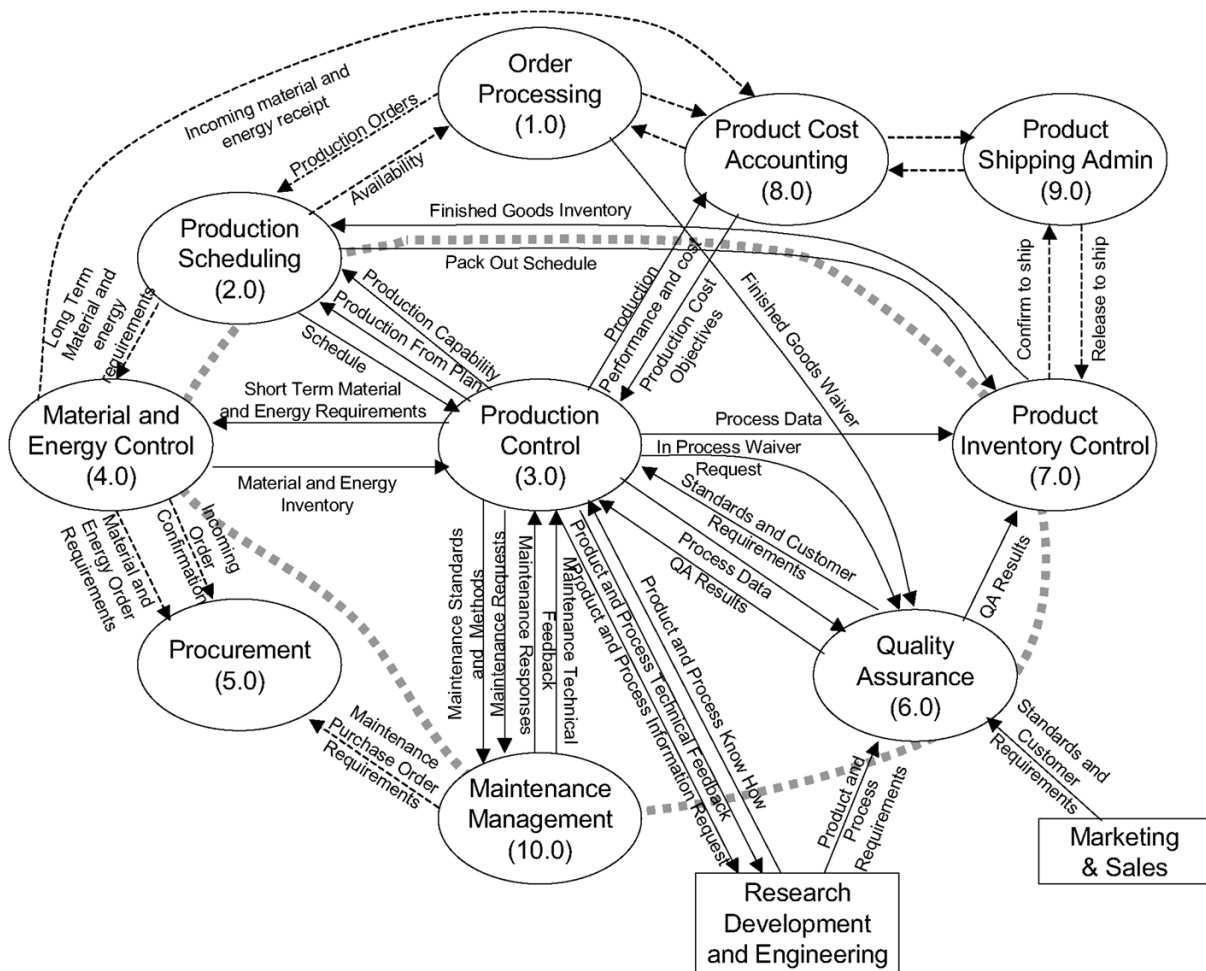 Order
Processing
(1.0)
Incoming material and
energy receipt
Production Orders
Availability
Product Cost
Accounting
(8.0)
Product
Shipping Admin
(9.0)
Production
Scheduling
(2.0)
Finished Goods Inventory
Pack Out Schedule
Long Term
Material and
energy
requirements
Production Capability
Production From Plan
Schedule
Production
Performance and cost
Production Cost
Objectives
Finished Goods Waiver
Confirm to ship
Release to ship
Material and
Energy Control
(4.0)
Short Term Material
and Energy Requirements
Material and Energy
Inventory
Production
Control
(3.0)
Process Data
In Process Waiver
Request
Product
Inventory Control
(7.0)
Standards and Customer
Requirements
Process Data
QA Results
QA Results
Incoming
Order
Confirmation
Material and
Energy Order
Requirements
Procurement
(5.0)
Maintenance Standards
and Methods
Maintenance Requests
Maintenance Responses
Maintenance Technical
Feedback
Product and Process Technical Feedback
Product and Process Information Request
Product and Process Know How
Quality
Assurance
(6.0)
Maintenance
Purchase Order
Requirements
Maintenance
Management
(10.0)
Product and
Process
Requirements
Standards and
Customer
Requirements
Marketing
& Sales
Research
Development
and Engineering